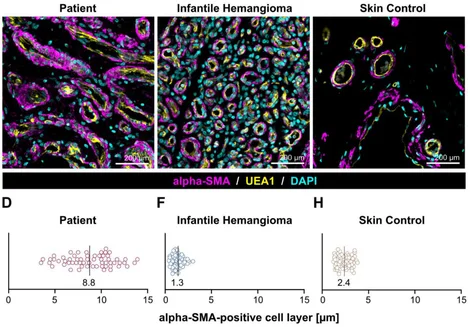 Patient Infantile Hemangioma Skin Control
200 µm 200 µm 200 µm
alpha-SMA / UEA1 / DAPI
D F H
Patient Infantile Hemangioma Skin Control
8.8 1.3 2.4
0 5 10 15 0 5 10 15 0 5 10 15
alpha-SMA-positive cell layer [µm]